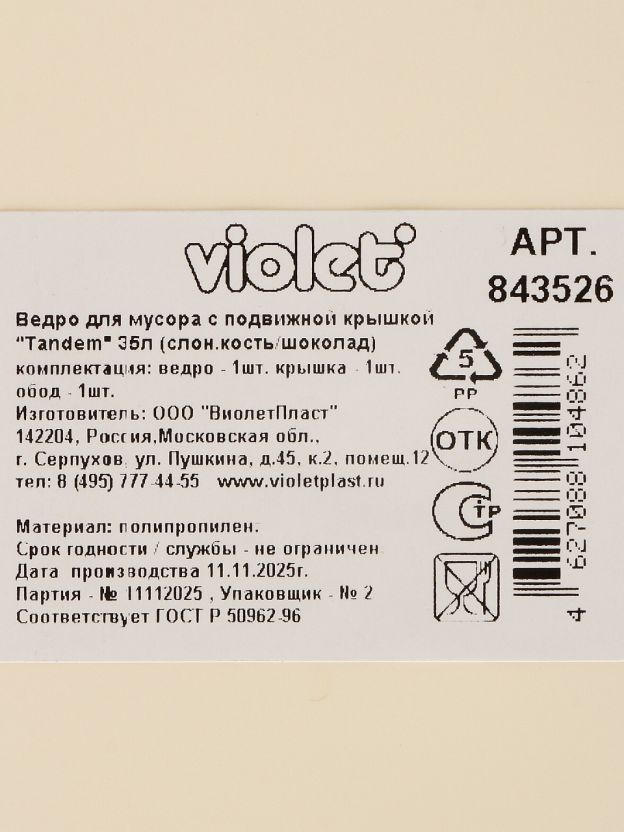 violet
АРТ.
843526
Ведро для мусора с подвижной крышкой
"Tandem" 35л (слон.кость/шоколад)
комплектация: ведро - 1шт. крышка - 1шт.
обод - 1шт.
Изготовитель: ООО "ВиолетПласт"
142204, Россия,Московская обл.,
г. Серпухов, ул. Пушкина, д.45, к.2, помещ.12
тел: 8 (495) 777-44-55 www.violetplast.ru
Материал: полипропилен.
Срок годности / службы - не ограничен
Дата производства 11.11.2025г.
Партия - № 11112025 , Упаковщик - № 2
Соответствует ГОСТ Р 50962-96
5
PP
ОТК
СТР
4 627088 104862